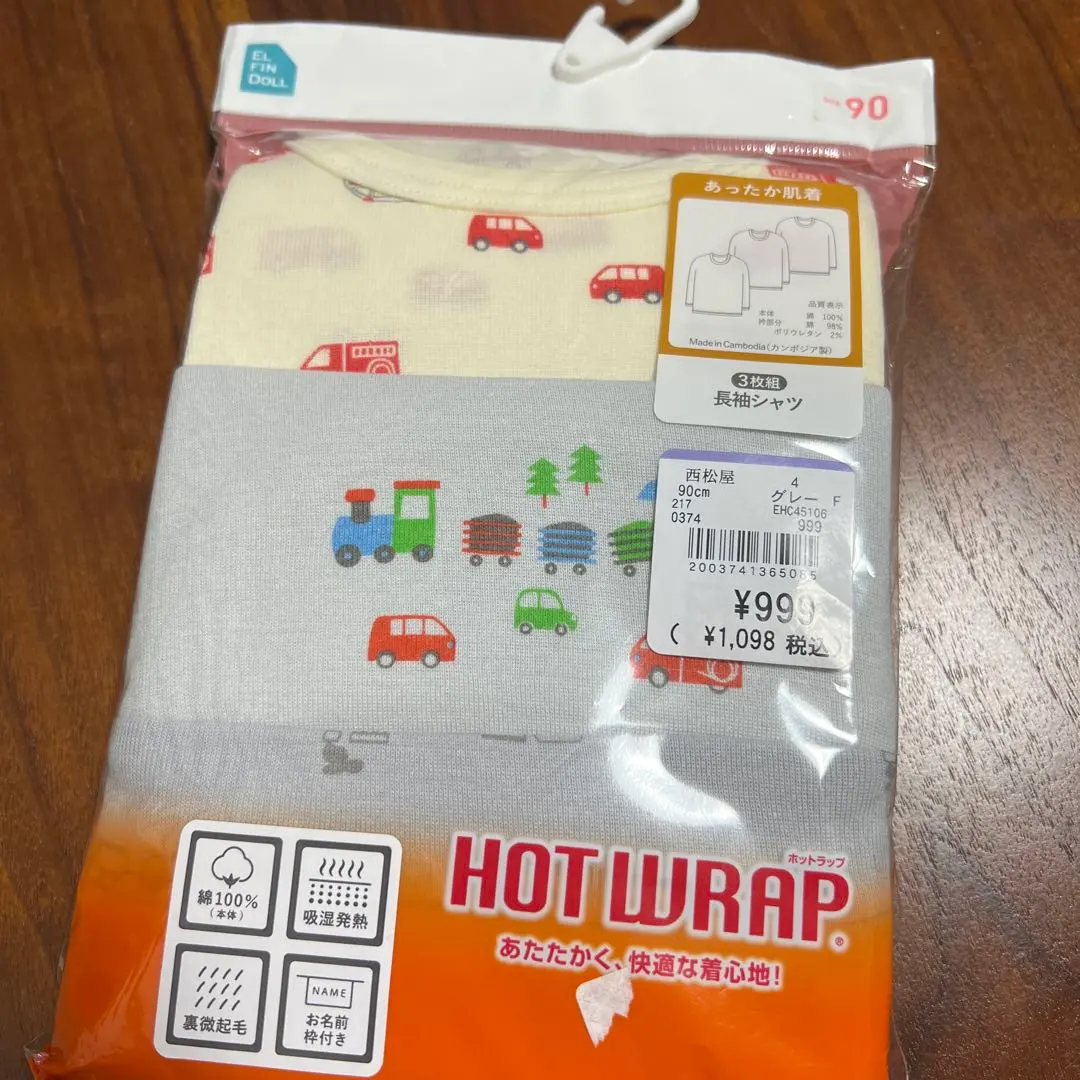 EL
FIN
DOLL
90
あったか肌着
品質表示
本体 綿 100%
衿部分 綿 98%
ポリウレタン 2%
Made in Cambodia(カンボジア製)
3枚組
長袖シャツ
西松屋 4
90cm グレー F
217 EHC45106
0374 999
2003741365085
¥999
( ¥1,098 税込)
ホットラップ
HOT WRAP®
あたたかく、快適な着心地!
綿100%
(本体)
吸湿発熱
裏微起毛
NAME
お名前
枠付き